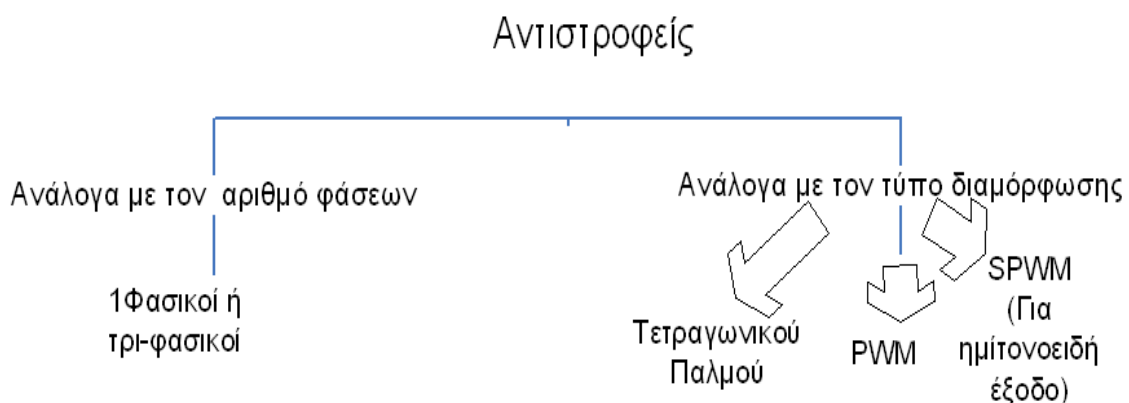 Αντιστροφείς
Ανάλογα με τον αριθμό φάσεων
1Φασικοί ή
τρι-φασικοί
Ανάλογα με τον τύπο διαμόρφωσης
Τετραγωνικού
Παλμού
PWM
SPWM
(Για
ημίτονοειδή
έξοδο)